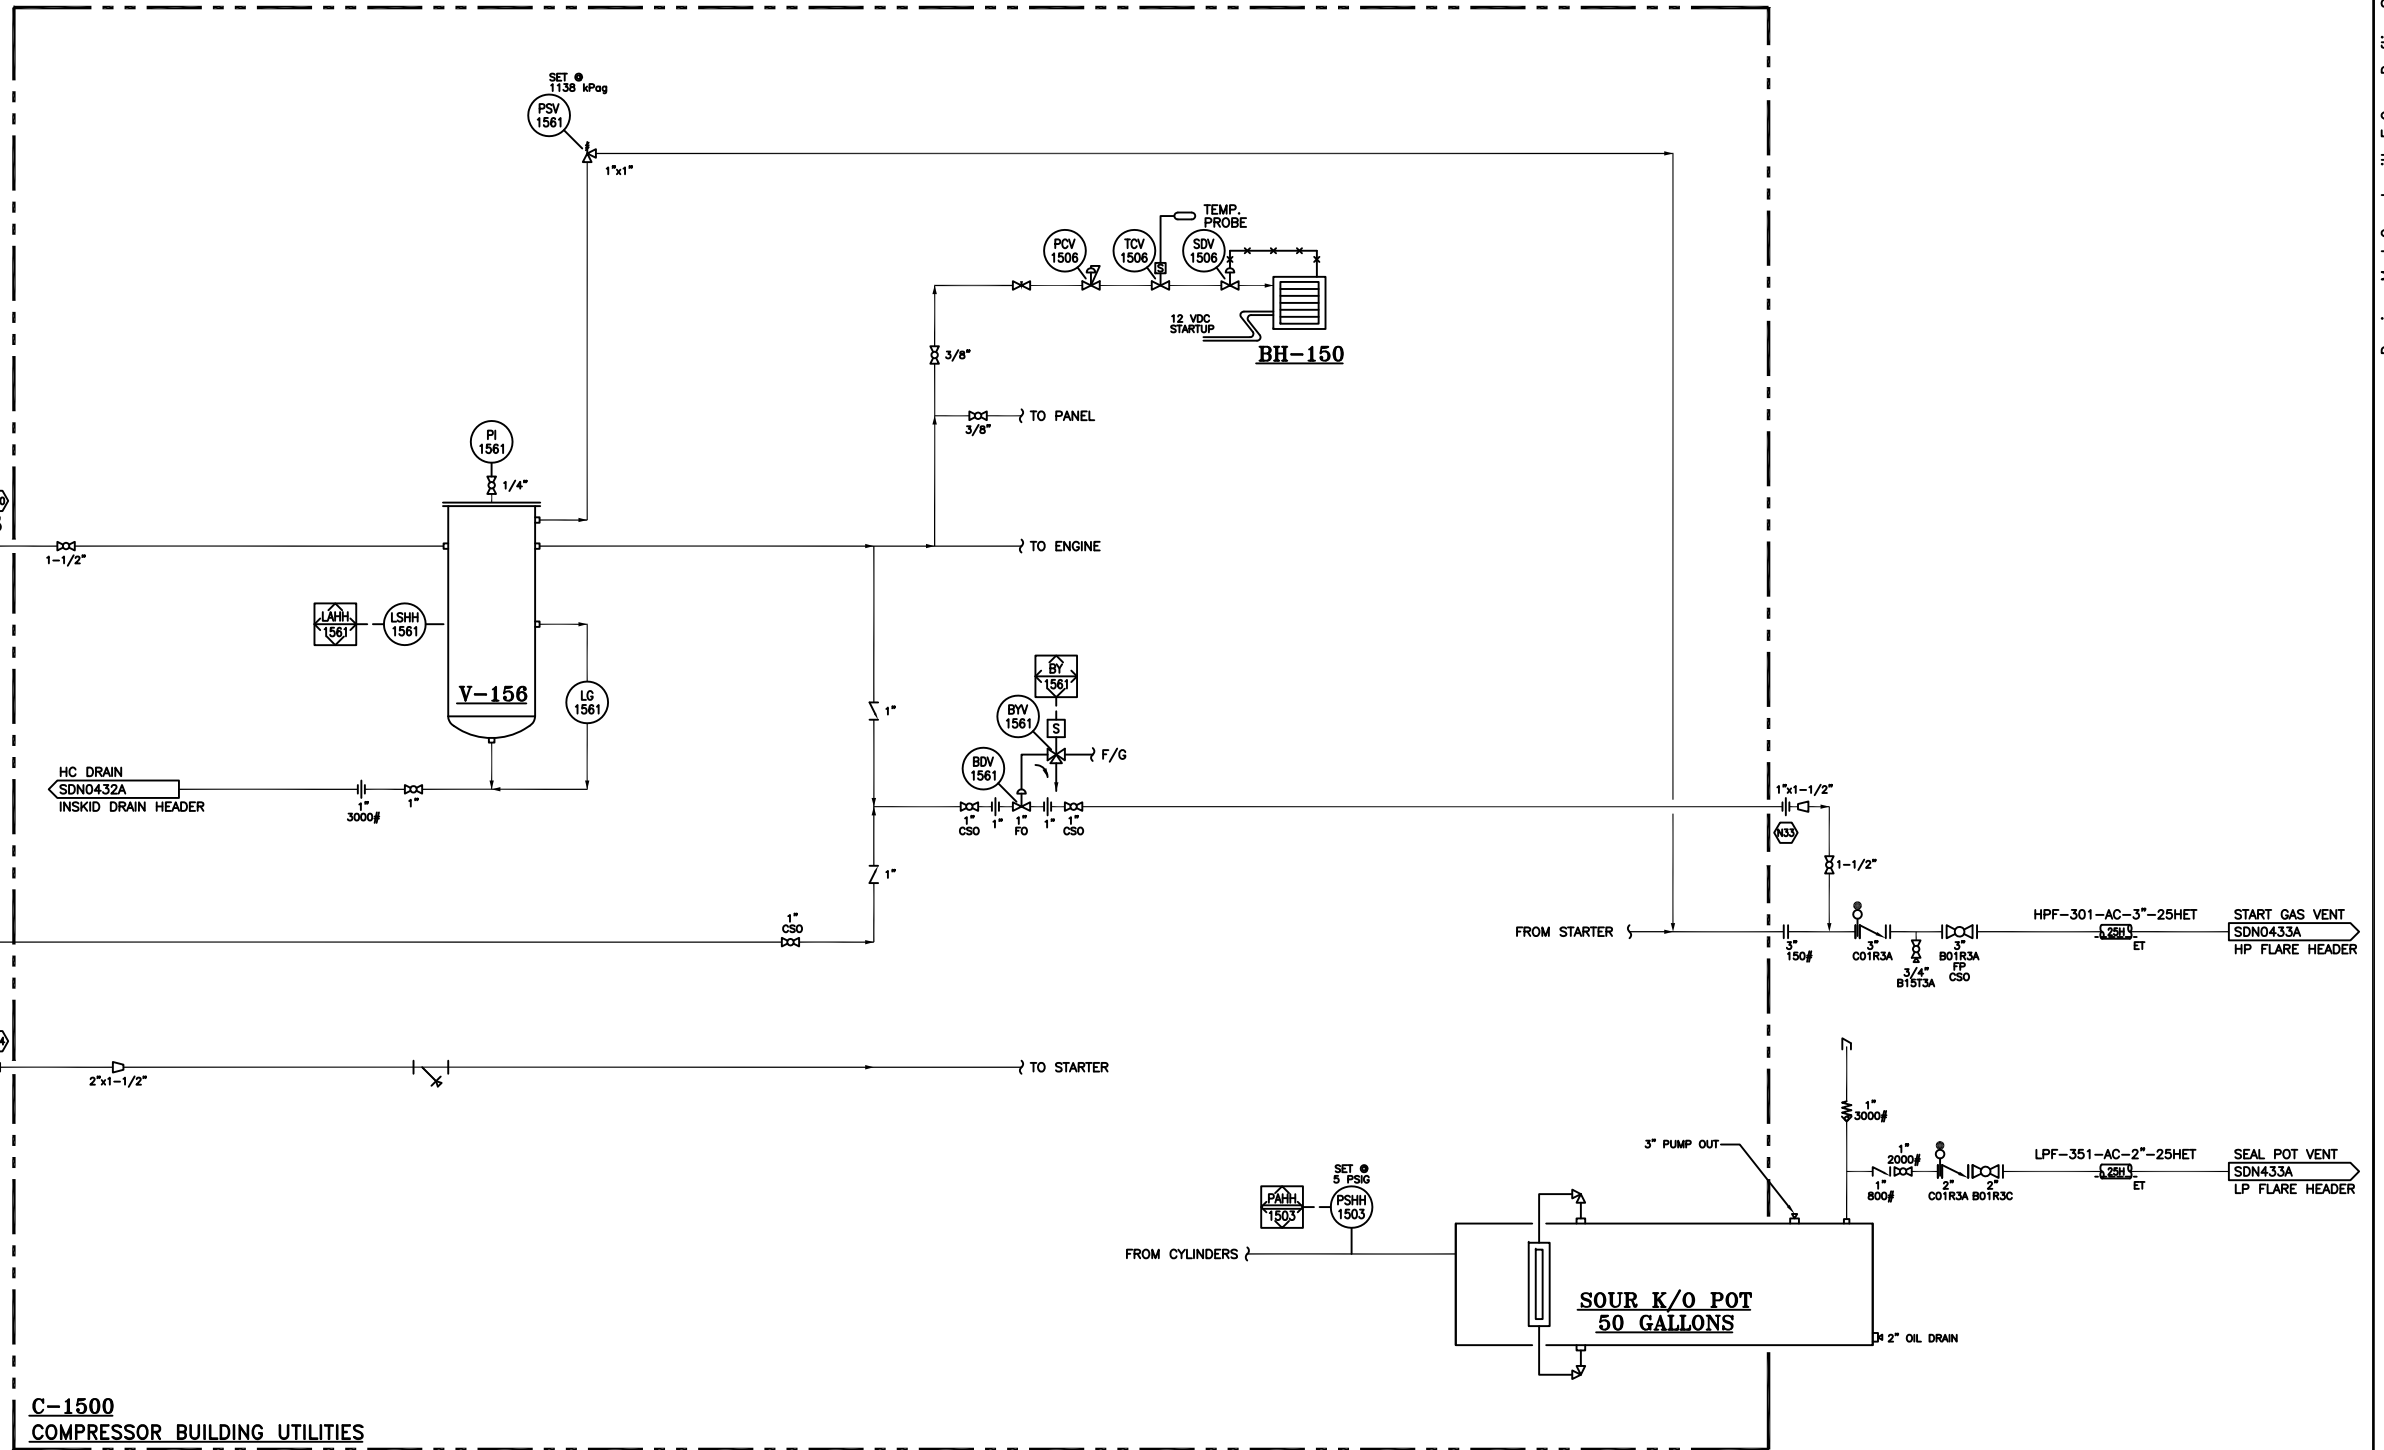 SET @
1138 kPag
PSV
1561
1"x1"
TEMP.
PROBE
PCV
1506
TCV
1506
SDV
1506
S
12 VDC
STARTUP
BH-150
3/8"
TO PANEL
3/8"
PI
1561
1/4"
1-1/2"
TO ENGINE
LAHH
1561
LSHH
1561
V-156
LG
1561
BY
1561
BYV
1561
S
F/G
BDV
1561
1"
HC DRAIN
SDN0432A
INSKID DRAIN HEADER
1"
3000#
1"
1"
CSO
1"
1"
FO
1"
1"
CSO
1"x1-1/2"
N33
1-1/2"
1"
1"
CSO
FROM STARTER
3"
150#
3"
C01R3A
3/4"
B15T3A
3"
B01R3A
FP
CSO
HPF-301-AC-3"-25HET
25H
ET
START GAS VENT
SDN0433A
HP FLARE HEADER
2"x1-1/2"
TO STARTER
1"
3000#
3" PUMP OUT
1"
2000#
1"
800#
2"
C01R3A
2"
B01R3C
LPF-351-AC-2"-25HET
25H
ET
SEAL POT VENT
SDN433A
LP FLARE HEADER
SET @
5 PSIG
PAHH
1503
PSHH
1503
FROM CYLINDERS
SOUR K/O POT
50 GALLONS
2" OIL DRAIN
C-1500
COMPRESSOR BUILDING UTILITIES